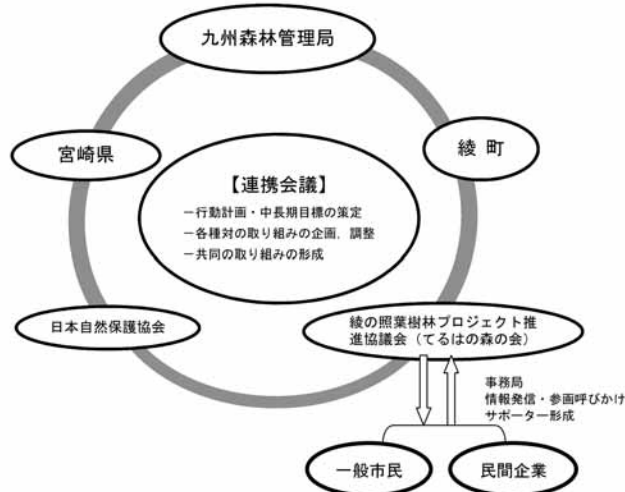 九州森林管理局
宮崎県
綾 町
【連携会議】
－行動計画・中長期目標の策定
－各種対の取り組みの企画，調整
－共同の取り組みの形成
日本自然保護協会
綾の照葉樹林プロジェクト推
進協議会（てるはの森の会）
事務局
情報発信・参画呼びかけ
サポーター形成
一般市民
民間企業